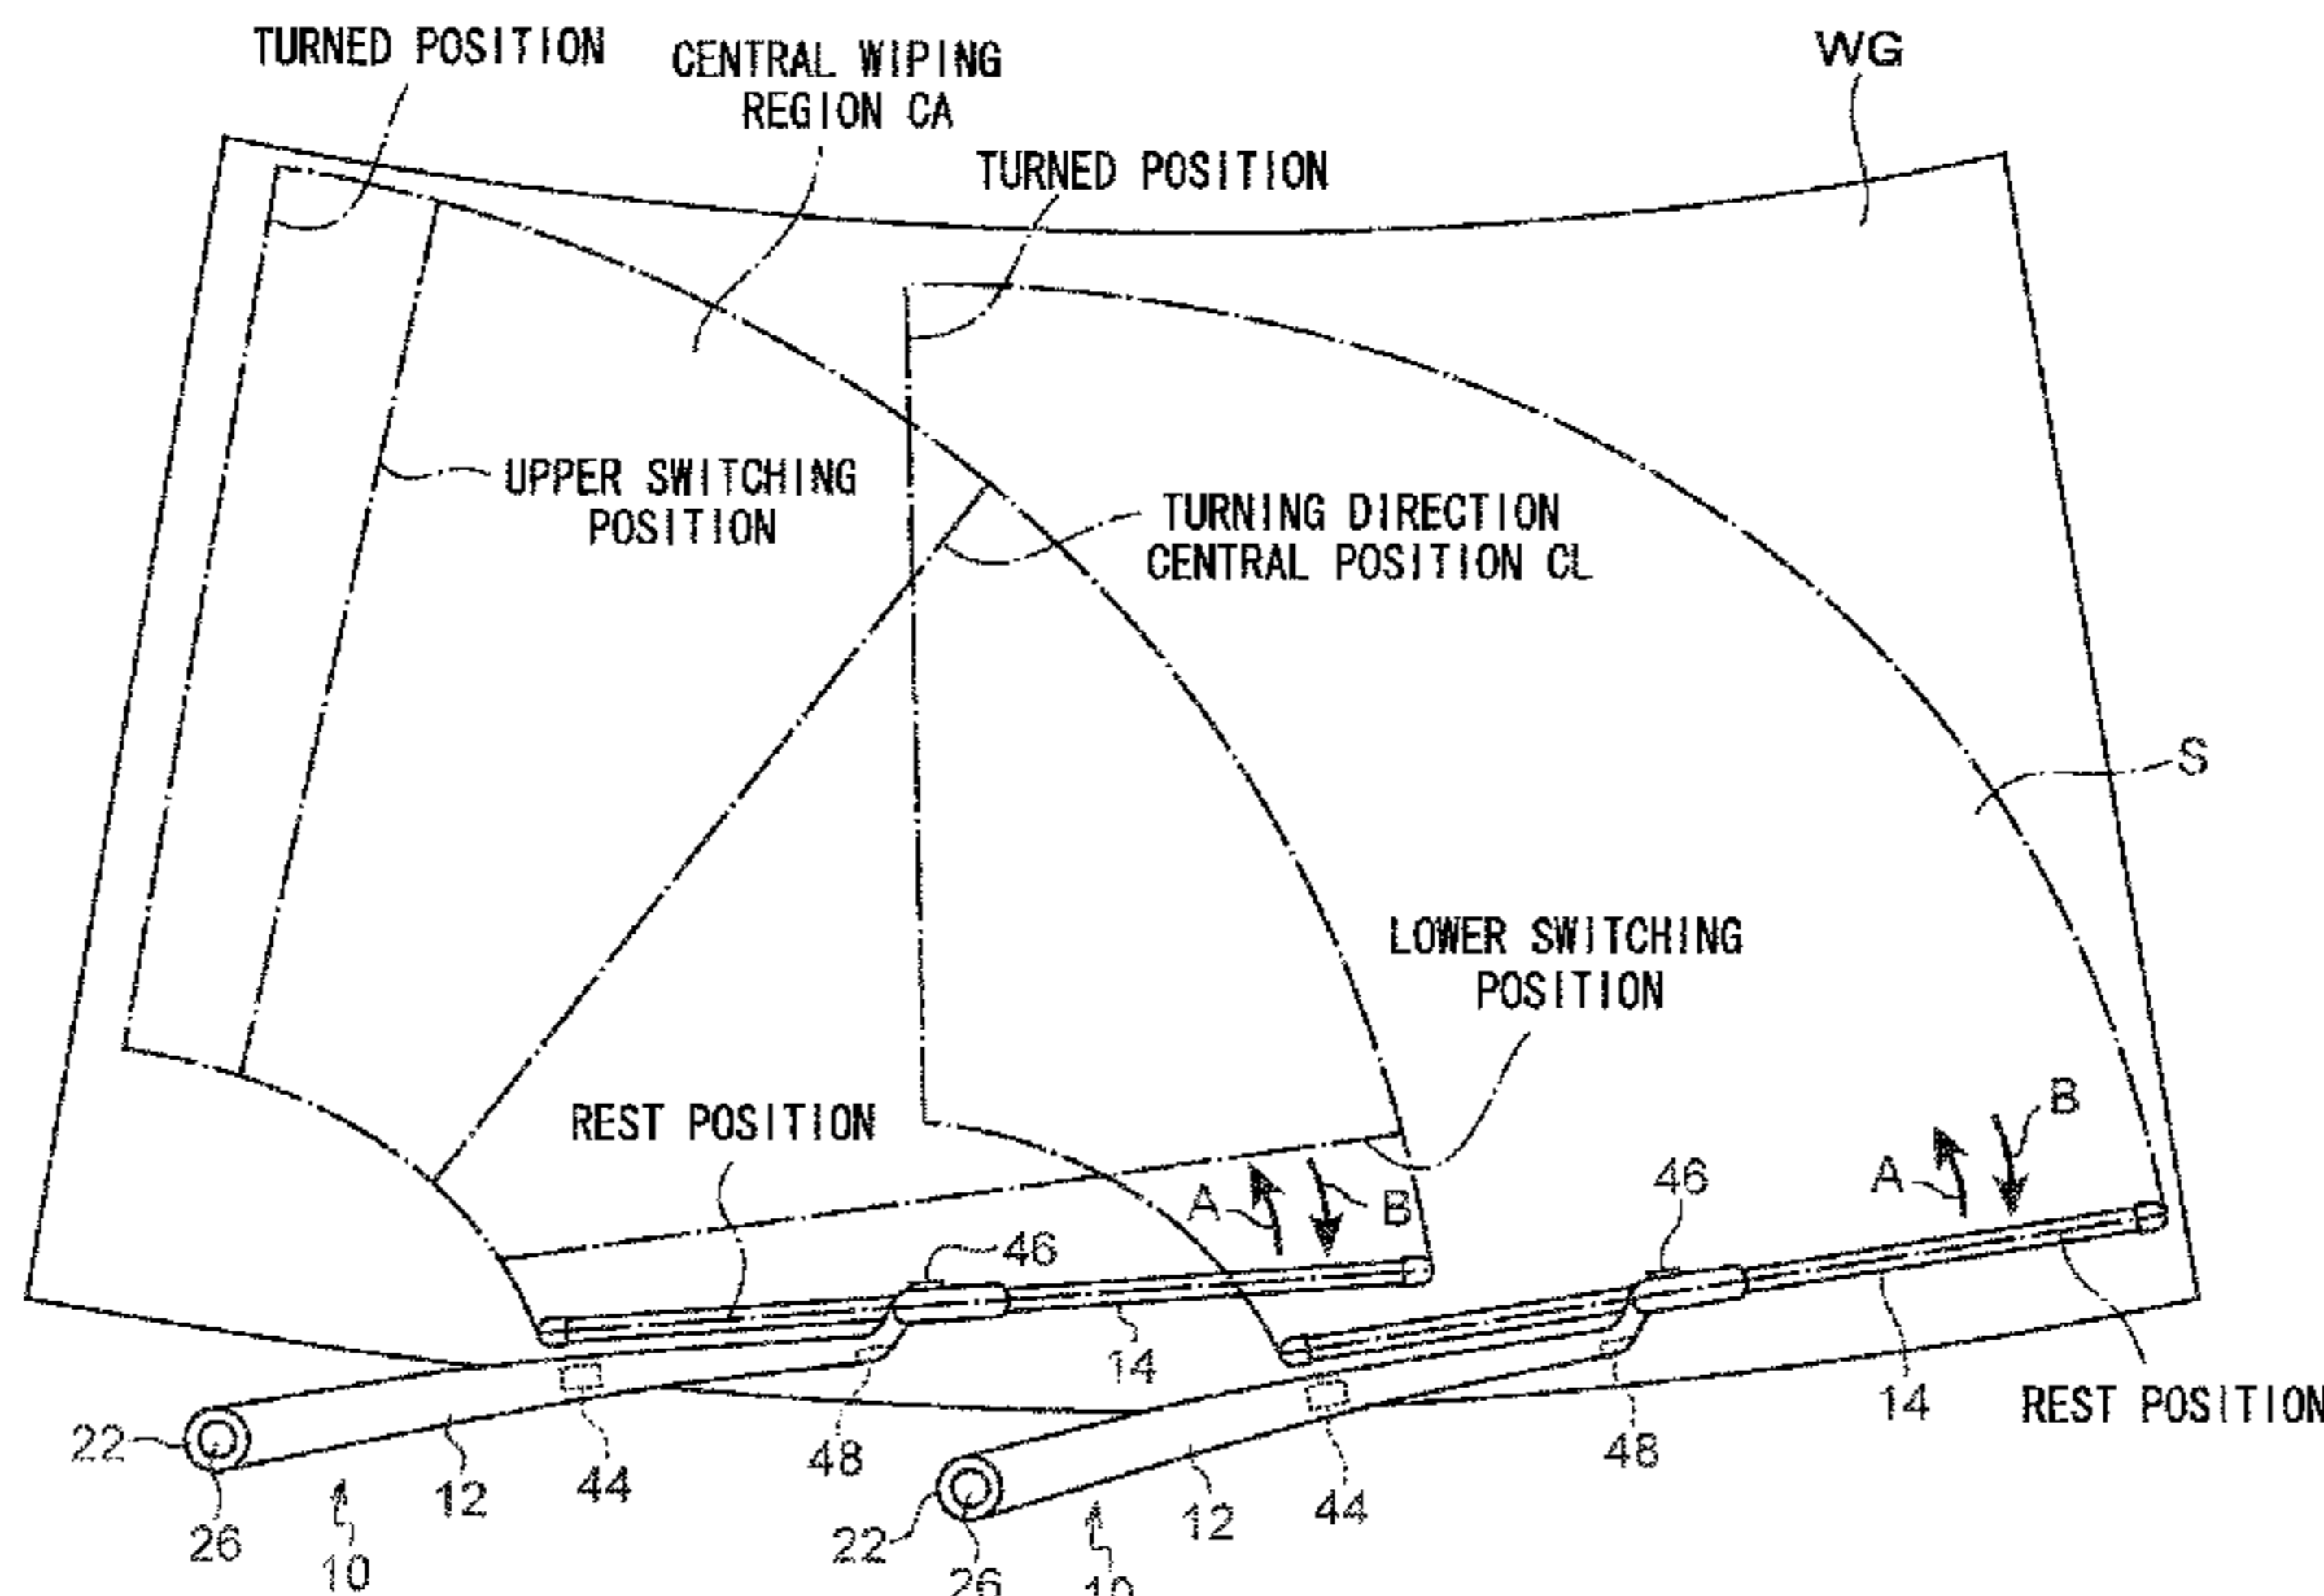 TURNED POSITION
CENTRAL WIPING
REGION CA
WG
TURNED POSITION
UPPER SWITCHING
POSITION
TURNING DIRECTION
CENTRAL POSITION CL
S
LOWER SWITCHING
POSITION
REST POSITION
A
B
A
B
46
46
14
14
REST POSITION
22
26
10
12
44
48
22
26
10
12
44
48